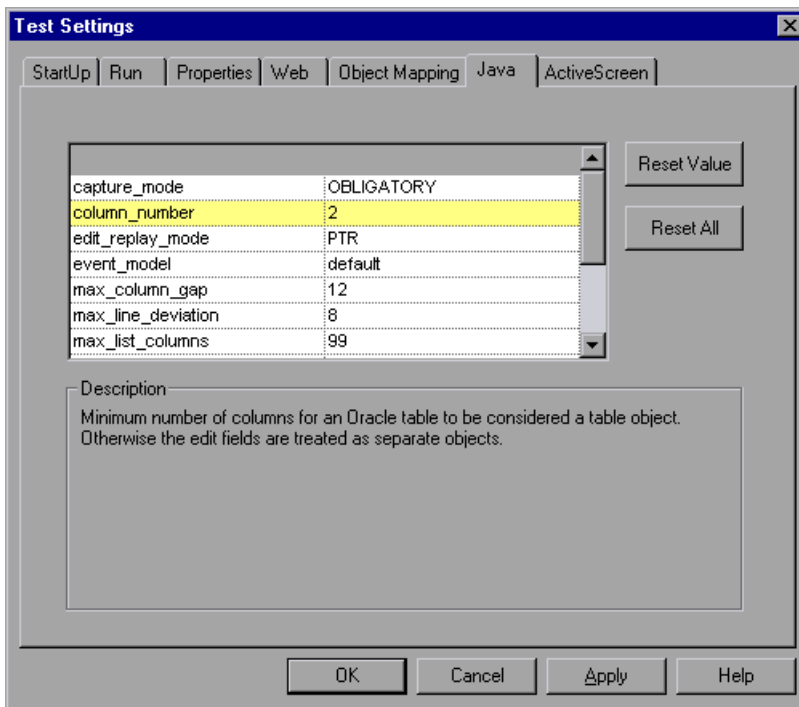 Test Settings
StartUp Run Properties Web Object Mapping Java ActiveScreen
capture_mode OBLIGATORY
column_number 2
edit_replay_mode PTR
event_model default
max_column_gap 12
max_line_deviation 8
max_list_columns 99
Reset Value
Reset All
Description
Minimum number of columns for an Oracle table to be considered a table object.
Otherwise the edit fields are treated as separate objects.
OK Cancel Apply Help